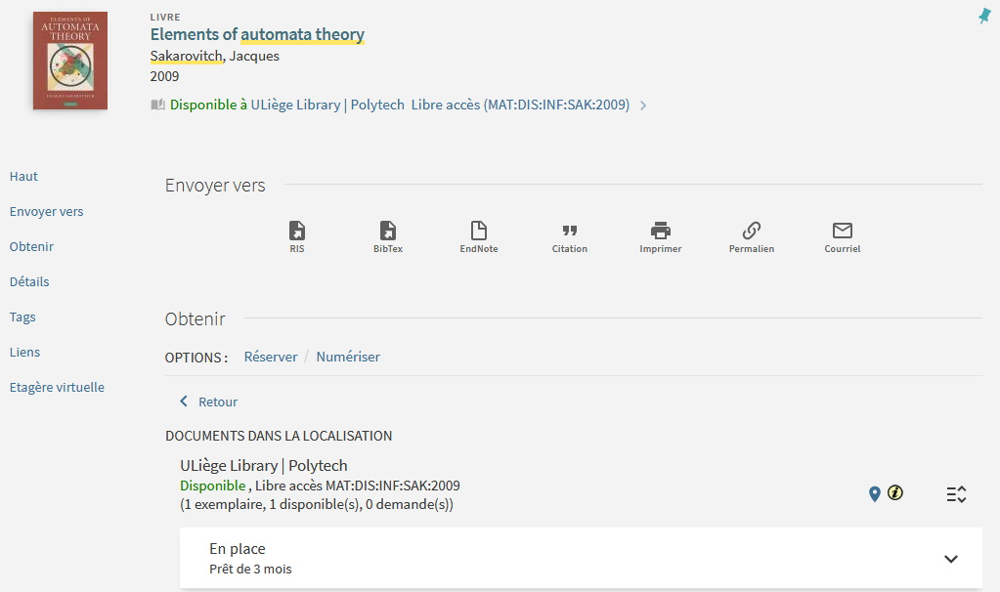 ELEMENTS OF
AUTOMATA
THEORY
LIVRE
Elements of automata theory
Sakarovitch, Jacques
2009
Disponible à ULiège Library | Polytech Libre accès (MAT:DIS:INF:SAK:2009)
Haut
Envoyer vers
Obtenir
Détails
Tags
Liens
Etagère virtuelle
Envoyer vers
RIS
BibTex
EndNote
Citation
Imprimer
Permalien
Courriel
Obtenir
OPTIONS : Réserver / Numériser
Retour
DOCUMENTS DANS LA LOCALISATION
ULiège Library | Polytech
Disponible , Libre accès MAT:DIS:INF:SAK:2009
(1 exemplaire, 1 disponible(s), 0 demande(s))
En place
Prêt de 3 mois